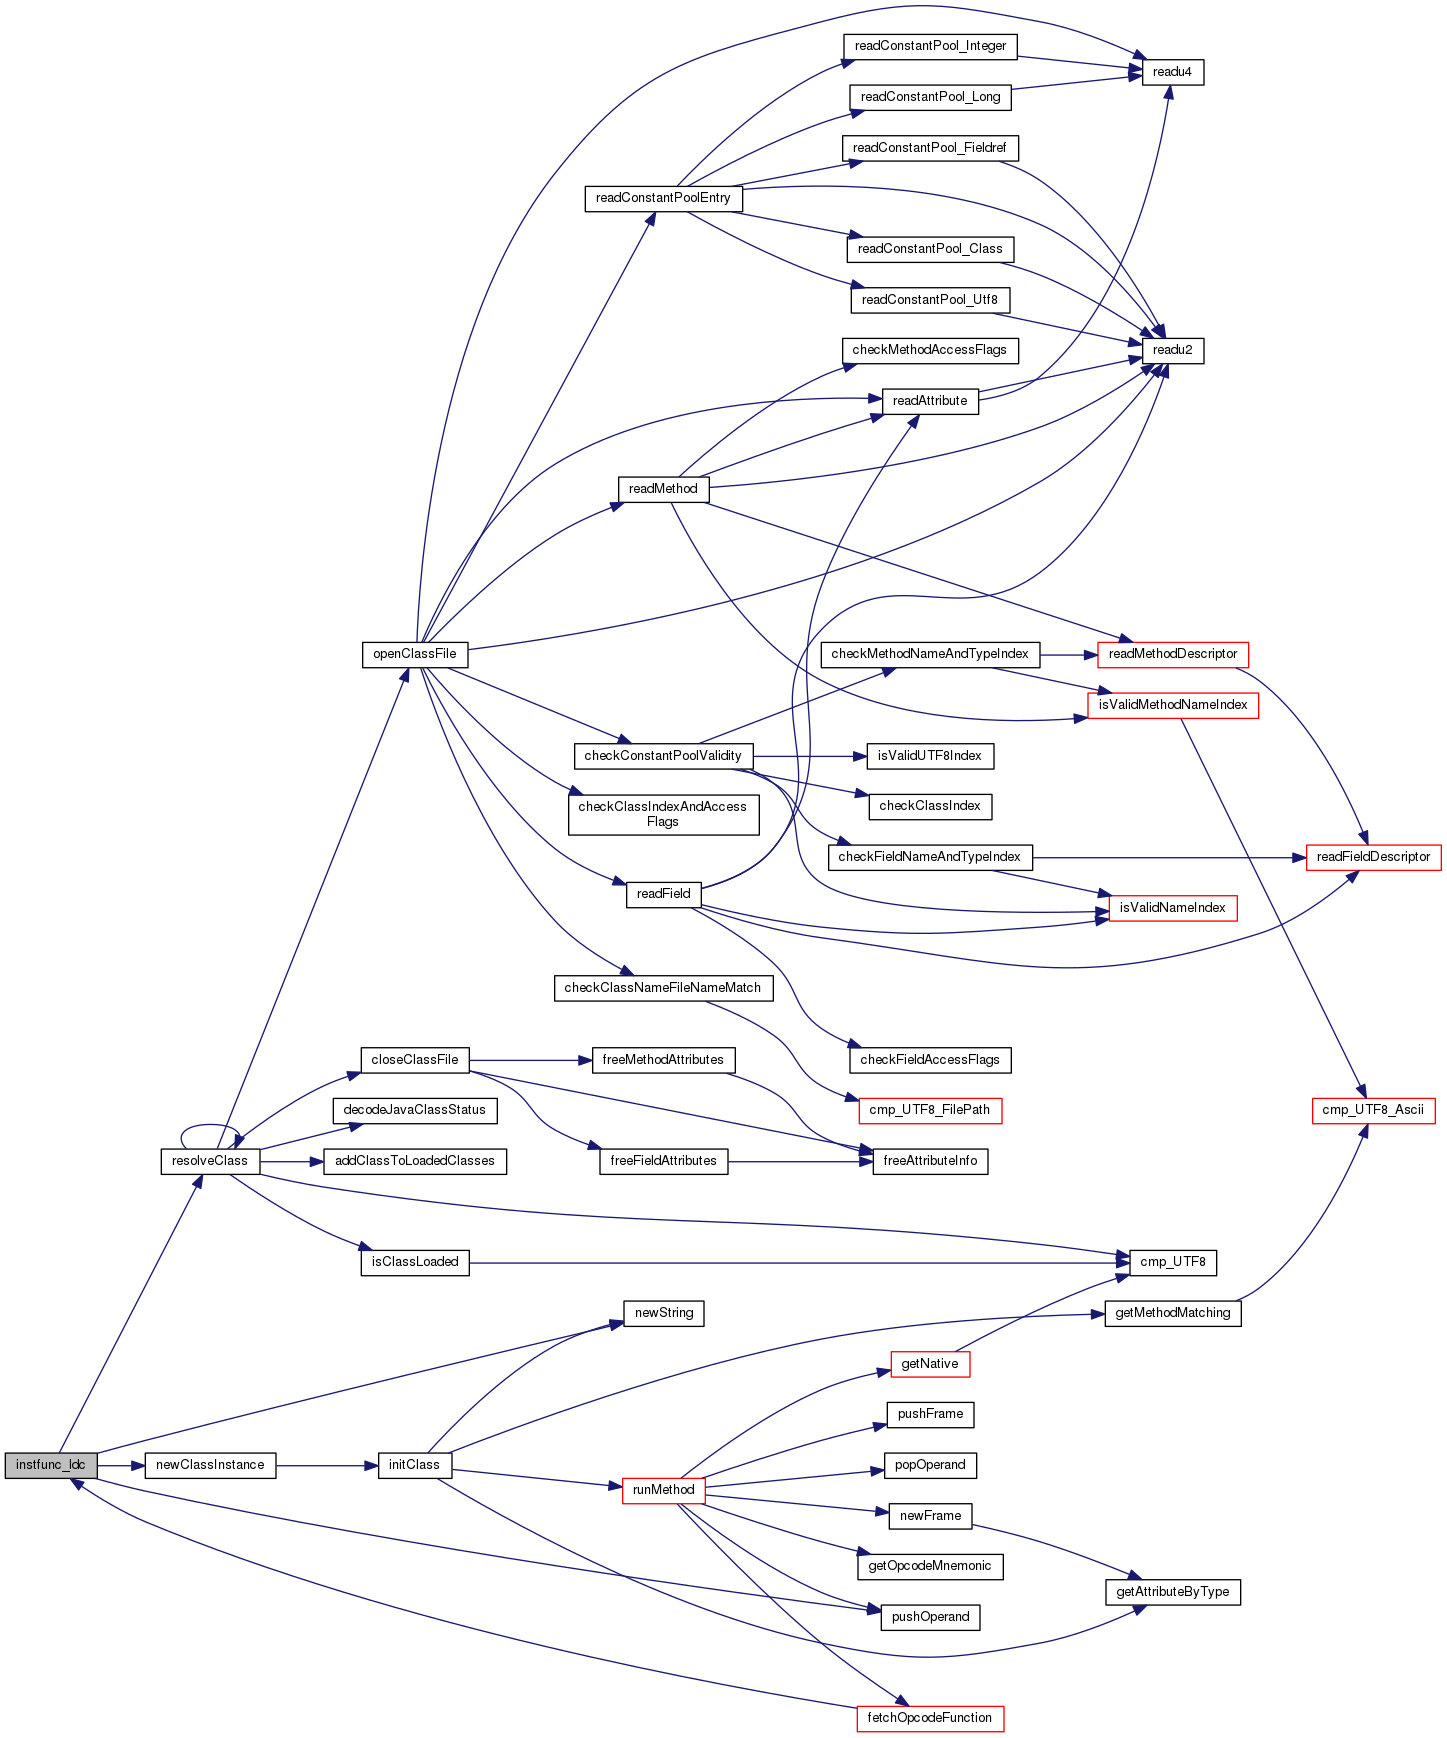 readConstantPool_Integer
readu4
readConstantPool_Long
readConstantPool_Fieldref
readConstantPoolEntry
readConstantPool_Class
readConstantPool_Utf8
checkMethodAccessFlags
readu2
readAttribute
readMethod
openClassFile
checkMethodNameAndTypeIndex
readMethodDescriptor
isValidMethodNameIndex
checkConstantPoolValidity
isValidUTF8Index
checkClassIndexAndAccess
Flags
checkClassIndex
checkFieldNameAndTypeIndex
readFieldDescriptor
readField
isValidNameIndex
checkClassNameFileNameMatch
closeClassFile
freeMethodAttributes
checkFieldAccessFlags
decodeJavaClassStatus
cmp_UTF8_FilePath
cmp_UTF8_Ascii
resolveClass
addClassToLoadedClasses
freeFieldAttributes
freeAttributeInfo
isClassLoaded
cmp_UTF8
newString
getMethodMatching
getNative
pushFrame
instfunc_ldc
newClassInstance
initClass
popOperand
runMethod
newFrame
getOpcodeMnemonic
getAttributeByType
pushOperand
fetchOpcodeFunction